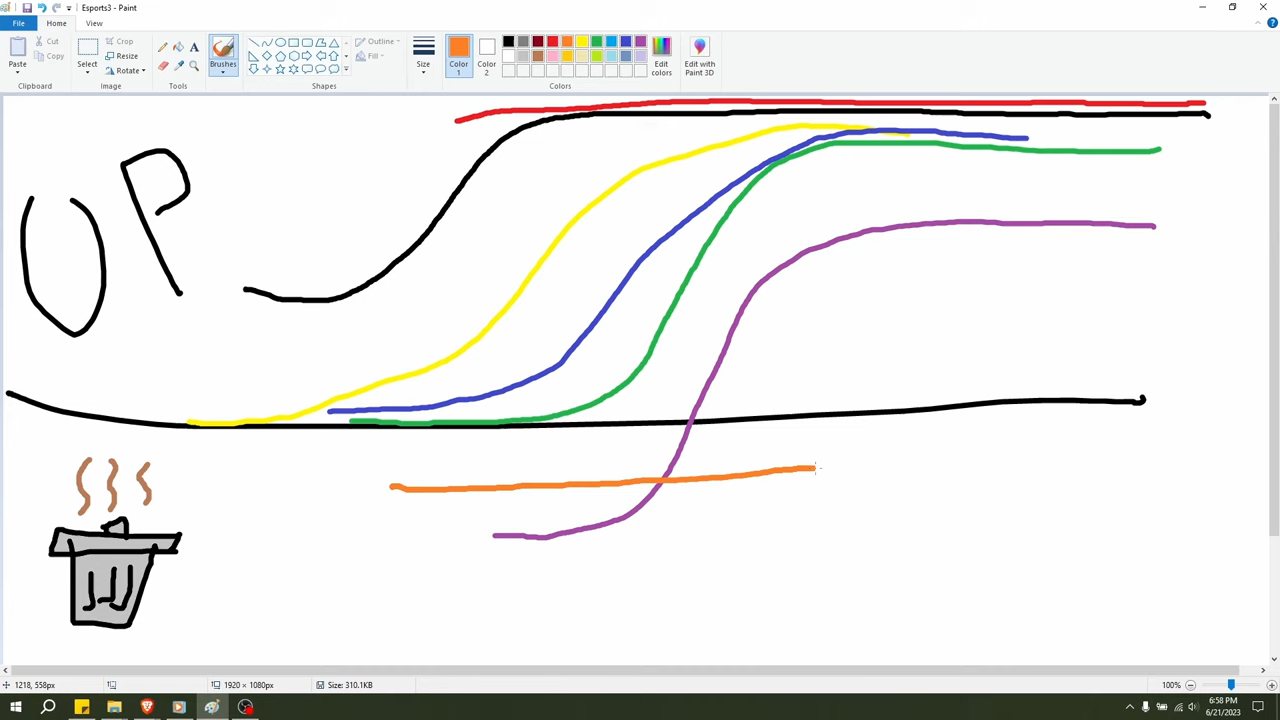 Esports3 - Paint
File Home View
Paste
Cut
Copy
Clipboard
Select
Crop
Resize
Rotate
Image
A
Tools
Brushes
Shapes
Outline
Fill
Size
Color 1
Color 2
Colors
Edit colors
Edit with Paint 3D
OP
1218, 558px
1920 × 1080px
Size: 310.1KB
100%
6:58 PM
6/21/2023